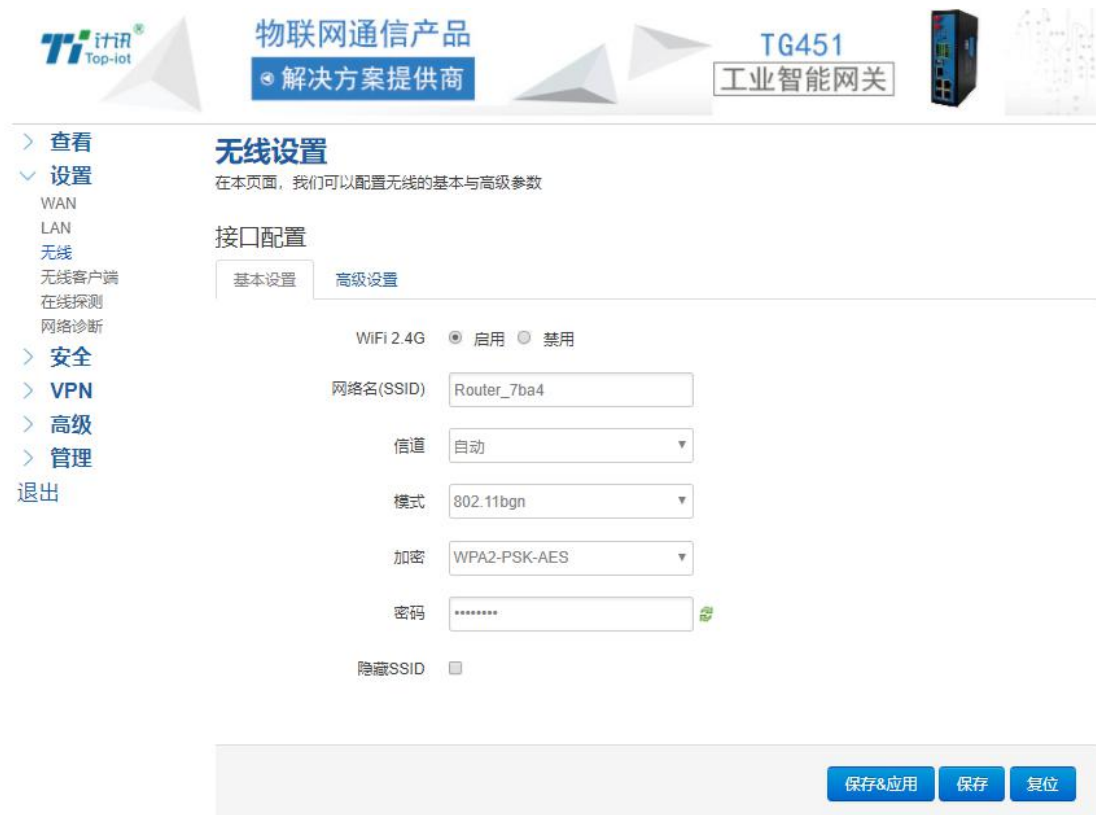 计讯®
Top-iot
物联网通信产品
解决方案提供商
TG451
工业智能网关
查看
设置
WAN
LAN
无线
无线客户端
在线探测
网络诊断
安全
VPN
高级
管理
退出
无线设置
在本页面，我们可以配置无线的基本与高级参数
接口配置
基本设置 高级设置
WiFi 2.4G 启用 禁用
网络名(SSID) Router_7ba4
信道 自动
模式 802.11bgn
加密 WPA2-PSK-AES
密码 ••••••••
隐藏SSID
保存&应用 保存 复位